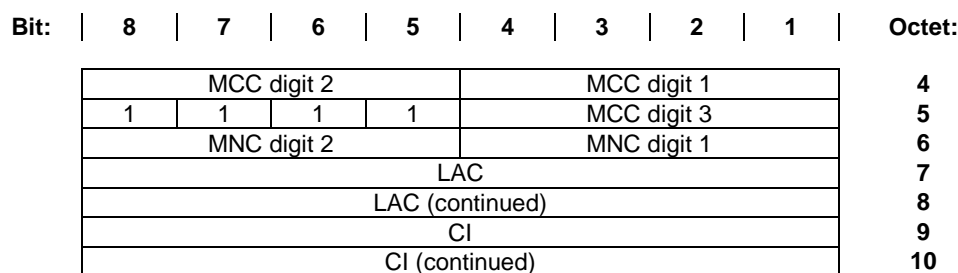 Bit: 8 7 6 5 4 3 2 1 Octet:
MCC digit 2 MCC digit 1 4
1 1 1 1 MCC digit 3 5
MNC digit 2 MNC digit 1 6
LAC 7
LAC (continued) 8
CI 9
CI (continued) 10